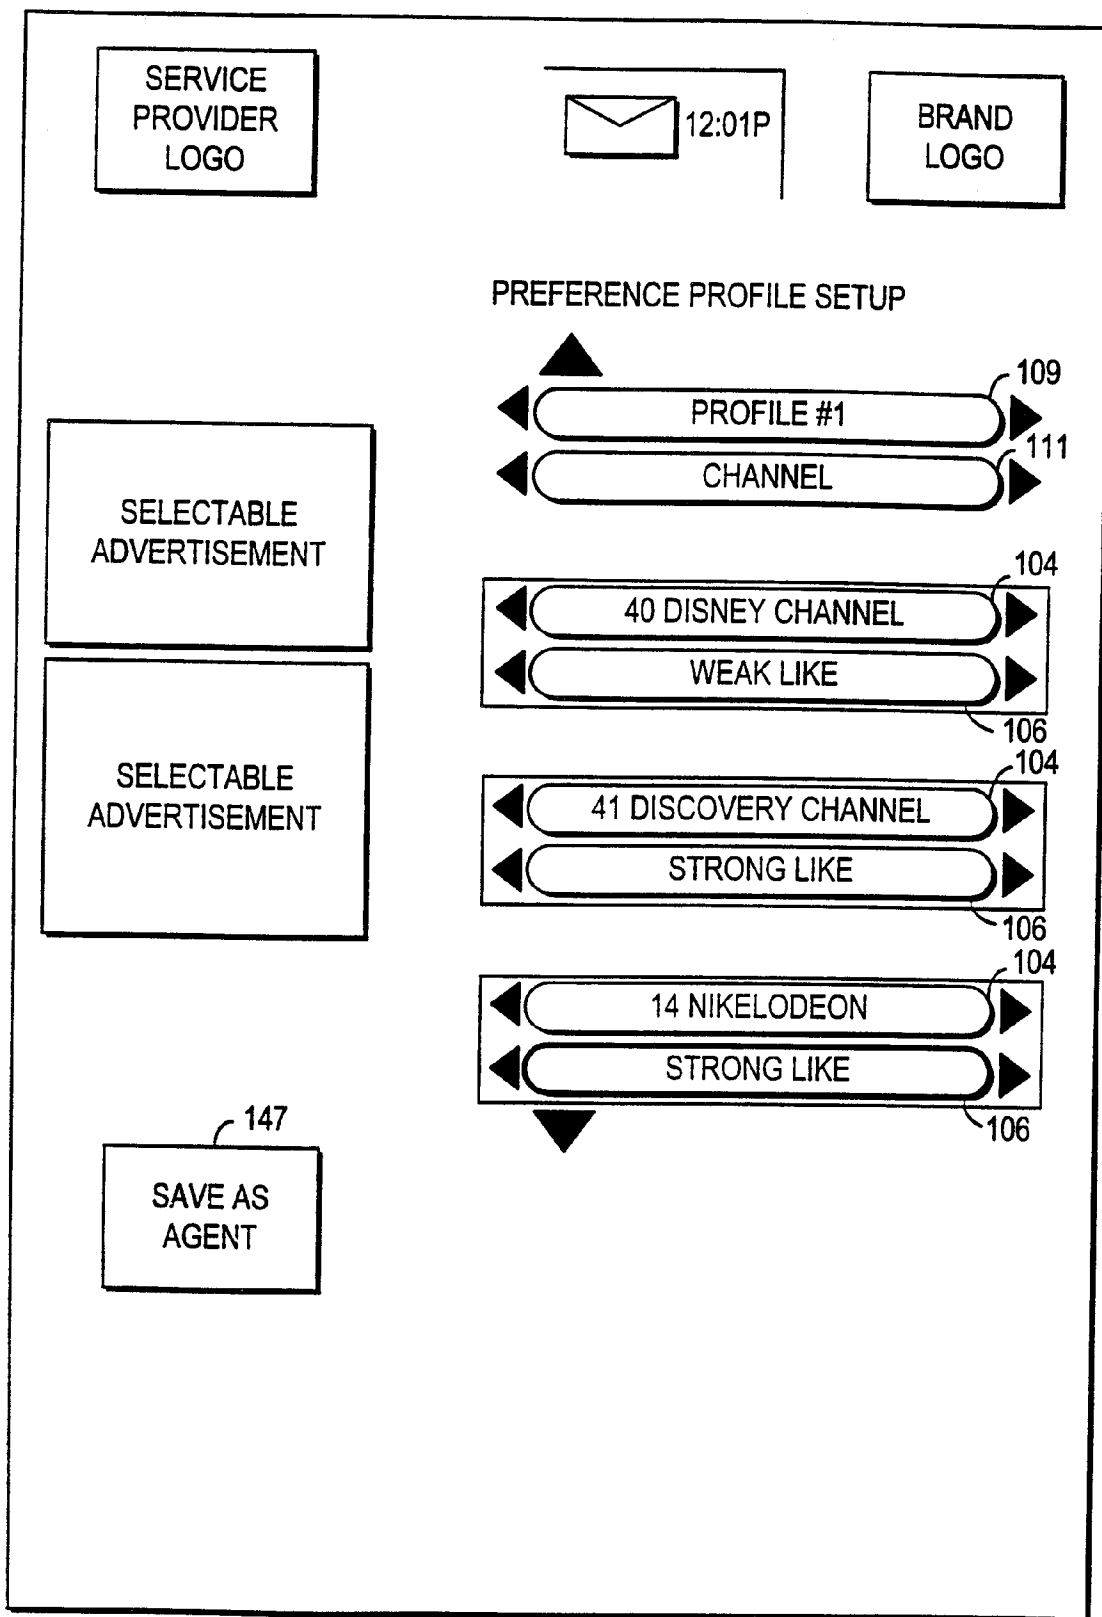 SERVICE
PROVIDER
LOGO
12:01P
BRAND
LOGO
PREFERENCE PROFILE SETUP
109
PROFILE #1
111
CHANNEL
SELECTABLE
ADVERTISEMENT
104
40 DISNEY CHANNEL
WEAK LIKE
106
SELECTABLE
ADVERTISEMENT
104
41 DISCOVERY CHANNEL
STRONG LIKE
106
104
14 NIKELODEON
STRONG LIKE
106
147
SAVE AS
AGENT